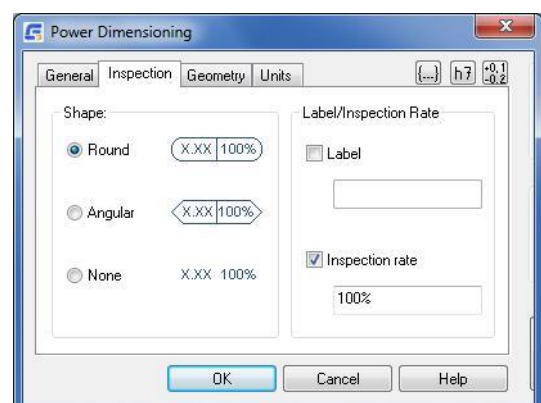 Power Dimensioning
General Inspection Geometry Units {...} h7 +0,1 -0,2
Shape: Label/Inspection Rate
Round X.XX 100% Label
Angular X.XX 100%
None X.XX 100% Inspection rate
100%
OK Cancel Help